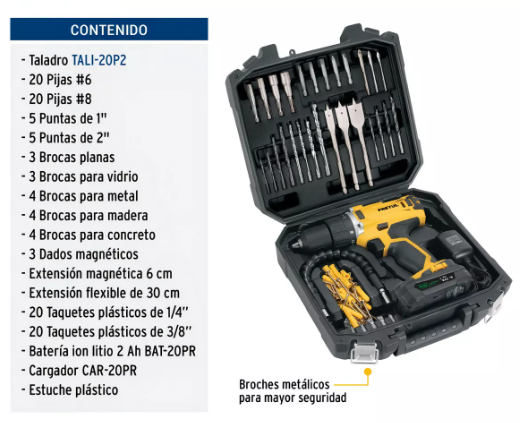 CONTENIDO
- Taladro TALI-20P2
- 20 Pijas #6
- 20 Pijas #8
- 5 Puntas de 1"
- 5 Puntas de 2"
- 3 Brocas planas
- 3 Brocas para vidrio
- 4 Brocas para metal
- 4 Brocas para madera
- 4 Brocas para concreto
- 3 Dados magnéticos
- Extensión magnética 6 cm
- Extensión flexible de 30 cm
- 20 Taquetes plásticos de 1/4”
- 20 Taquetes plásticos de 3/8”
- Batería ion litio 2 Ah BAT-20PR
- Cargador CAR-20PR
- Estuche plástico
PRETUL
Broches metálicos
para mayor seguridad